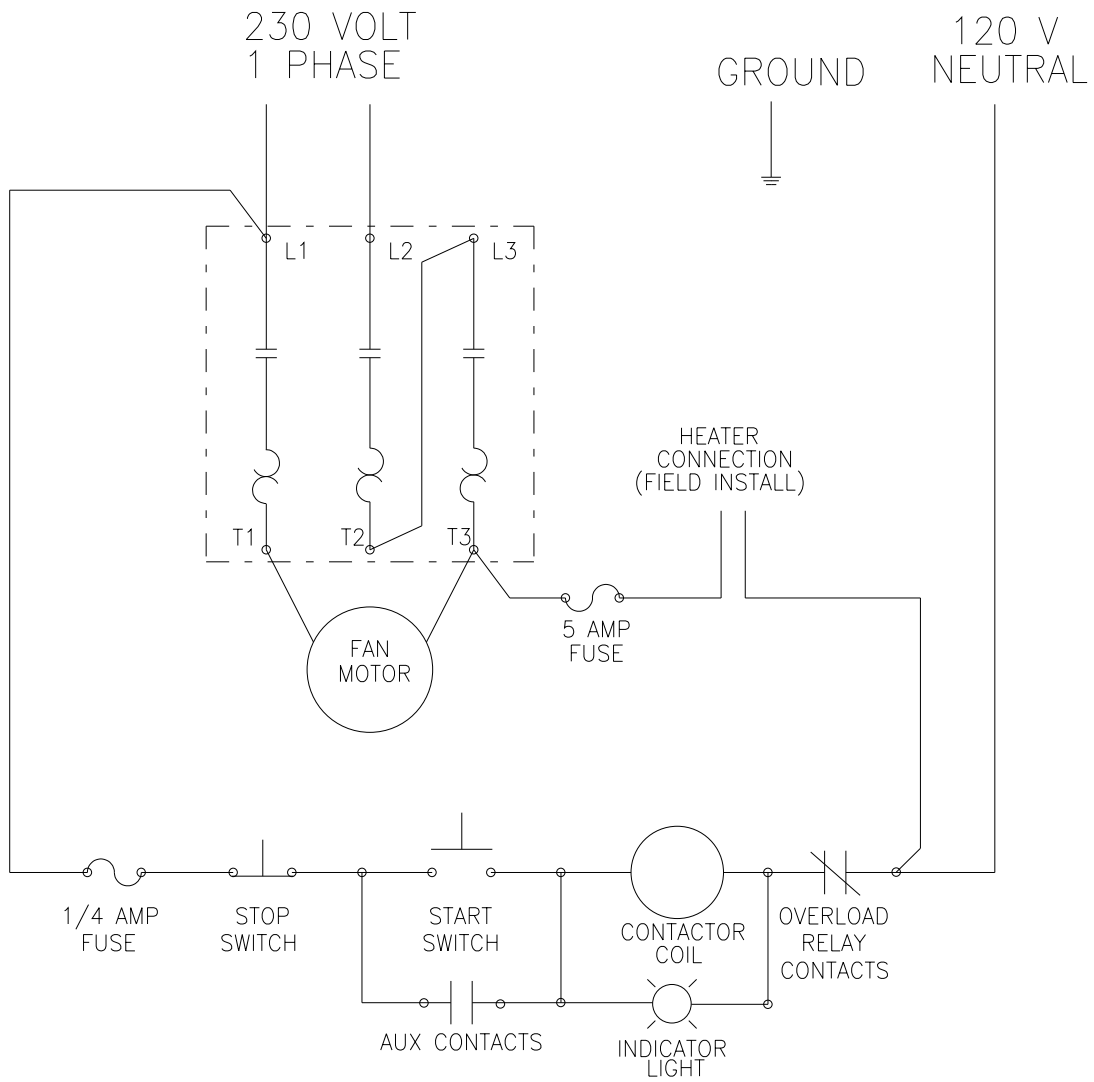 230 VOLT
1 PHASE
GROUND
120 V
NEUTRAL
L1
L2
L3
HEATER
CONNECTION
(FIELD INSTALL)
T1
T2
T3
5 AMP
FUSE
FAN
MOTOR
1/4 AMP
FUSE
STOP
SWITCH
START
SWITCH
CONTACTOR
COIL
OVERLOAD
RELAY
CONTACTS
AUX CONTACTS
INDICATOR
LIGHT